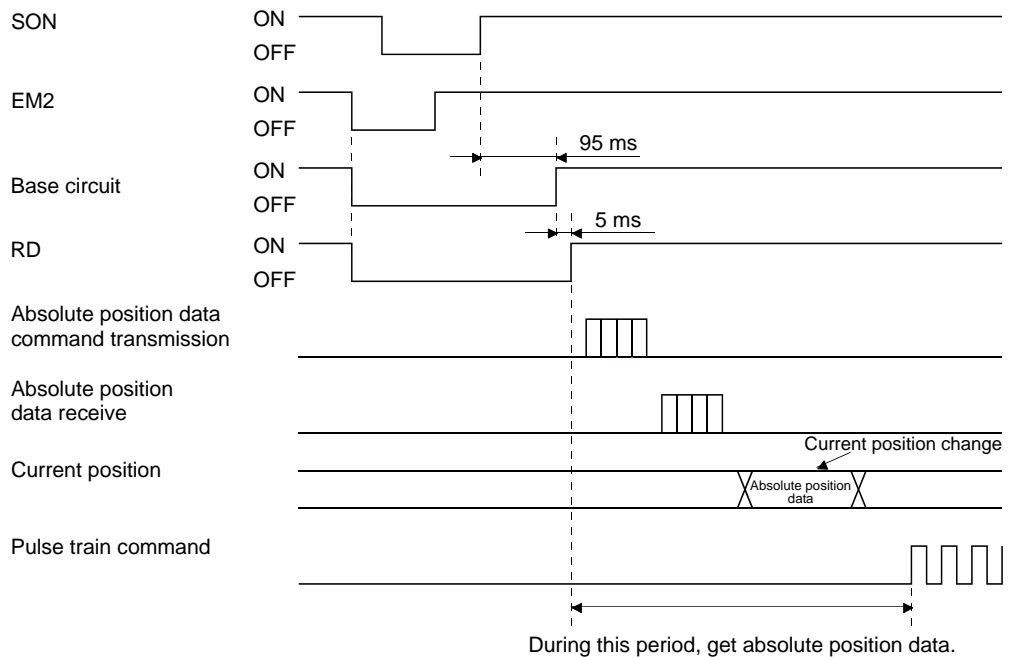 SON
ON
OFF
EM2
ON
OFF
95 ms
Base circuit
ON
OFF
5 ms
RD
ON
OFF
Absolute position data
command transmission
Absolute position
data receive
Current position change
Current position
Absolute position
data
Pulse train command
During this period, get absolute position data.